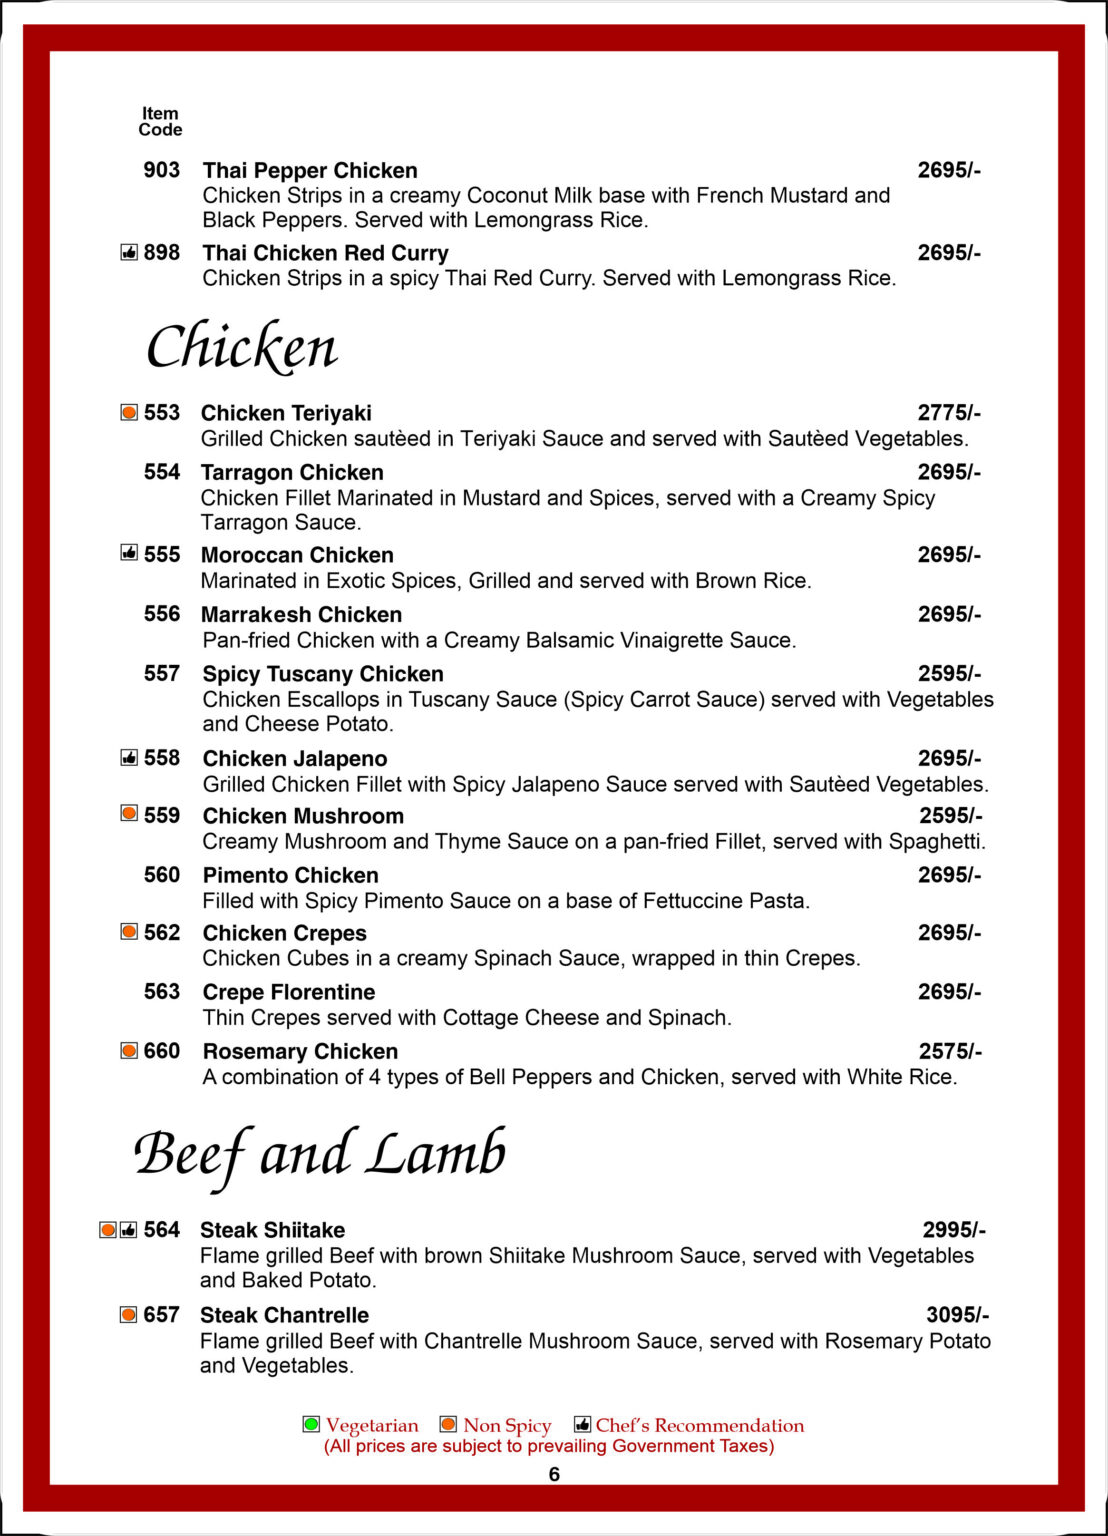 Item
Code
903 Thai Pepper Chicken 2695/-
Chicken Strips in a creamy Coconut Milk base with French Mustard and
Black Peppers. Served with Lemongrass Rice.
898 Thai Chicken Red Curry 2695/-
Chicken Strips in a spicy Thai Red Curry. Served with Lemongrass Rice.
Chicken
553 Chicken Teriyaki 2775/-
Grilled Chicken sautèed in Teriyaki Sauce and served with Sautèed Vegetables.
554 Tarragon Chicken 2695/-
Chicken Fillet Marinated in Mustard and Spices, served with a Creamy Spicy
Tarragon Sauce.
555 Moroccan Chicken 2695/-
Marinated in Exotic Spices, Grilled and served with Brown Rice.
556 Marrakesh Chicken 2695/-
Pan-fried Chicken with a Creamy Balsamic Vinaigrette Sauce.
557 Spicy Tuscany Chicken 2595/-
Chicken Escallops in Tuscany Sauce (Spicy Carrot Sauce) served with Vegetables
and Cheese Potato.
558 Chicken Jalapeno 2695/-
Grilled Chicken Fillet with Spicy Jalapeno Sauce served with Sautèed Vegetables.
559 Chicken Mushroom 2595/-
Creamy Mushroom and Thyme Sauce on a pan-fried Fillet, served with Spaghetti.
560 Pimento Chicken 2695/-
Filled with Spicy Pimento Sauce on a base of Fettuccine Pasta.
562 Chicken Crepes 2695/-
Chicken Cubes in a creamy Spinach Sauce, wrapped in thin Crepes.
563 Crepe Florentine 2695/-
Thin Crepes served with Cottage Cheese and Spinach.
660 Rosemary Chicken 2575/-
A combination of 4 types of Bell Peppers and Chicken, served with White Rice.
Beef and Lamb
564 Steak Shiitake 2995/-
Flame grilled Beef with brown Shiitake Mushroom Sauce, served with Vegetables
and Baked Potato.
657 Steak Chantrelle 3095/-
Flame grilled Beef with Chantrelle Mushroom Sauce, served with Rosemary Potato
and Vegetables.
Vegetarian Non Spicy Chef's Recommendation
(All prices are subject to prevailing Government Taxes)
6